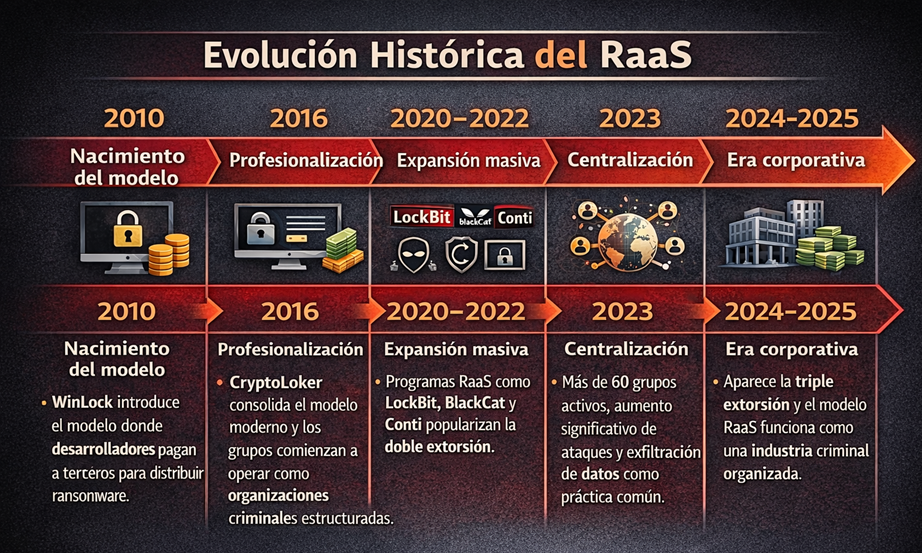 Evolución Histórica del RaaS
2010
2016
2020–2022
2023
2024–2025
Nacimiento
del modelo
Profesionalización
Expansión masiva
Centralización
Era corporativa
LockBit
blackCat
Conti
2010
2016
2020–2022
2023
2024–2025
Nacimiento
del modelo
• WinLock introduce
el modelo donde
desarrolladores pagan
a terceros para distribuir
ransomware.
Profesionalización
• CryptoLoker
consolida el modelo
moderno y los
grupos comienzan a
operar como
organizaciones
criminales estructuradas.
Expansión masiva
• Programas RaaS como
LockBit, BlackCat y
Conti popularizan la
doble extorsión.
Centralización
• Más de 60 grupos
activos, aumento
significativo de
ataques y exfiltración
de datos como
práctica común.
Era corporativa
• Aparece la triple
extorsión y el modelo
RaaS funciona como
una industria criminal
organizada.